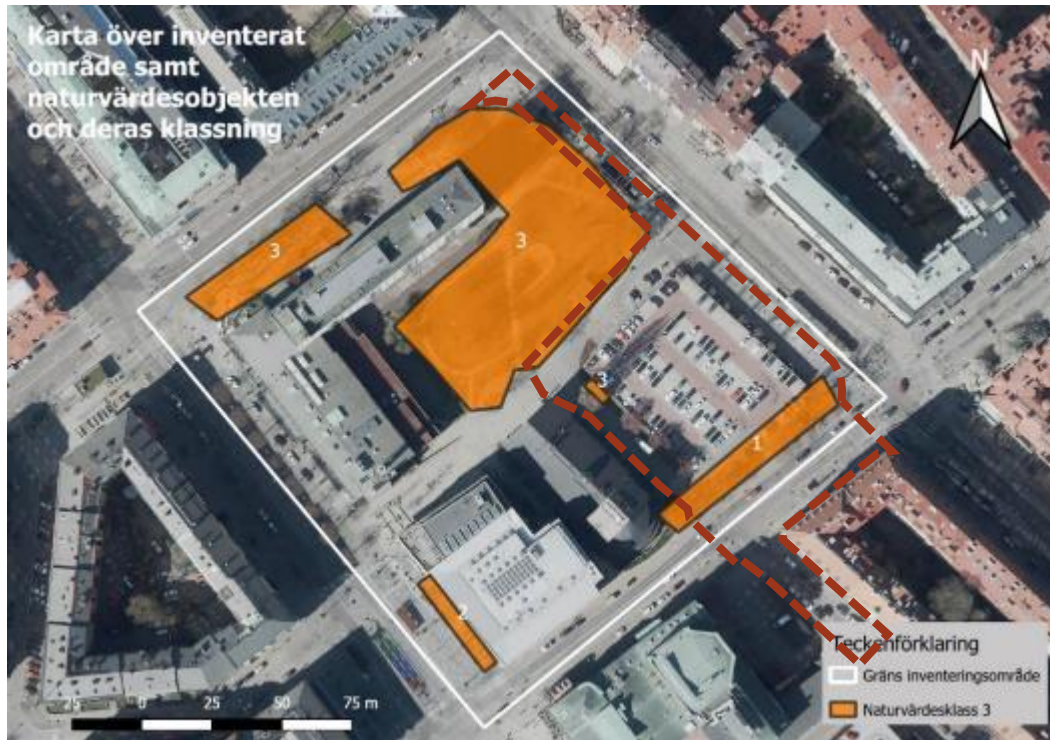 Karta över inventerat
område samt
naturvärdesobjekten
och deras klassning
N
3
3
3
1
2
25 0 25 50 75 m
Teckenförklaring
Gräns inventeringsområde
Naturvärdesklass 3